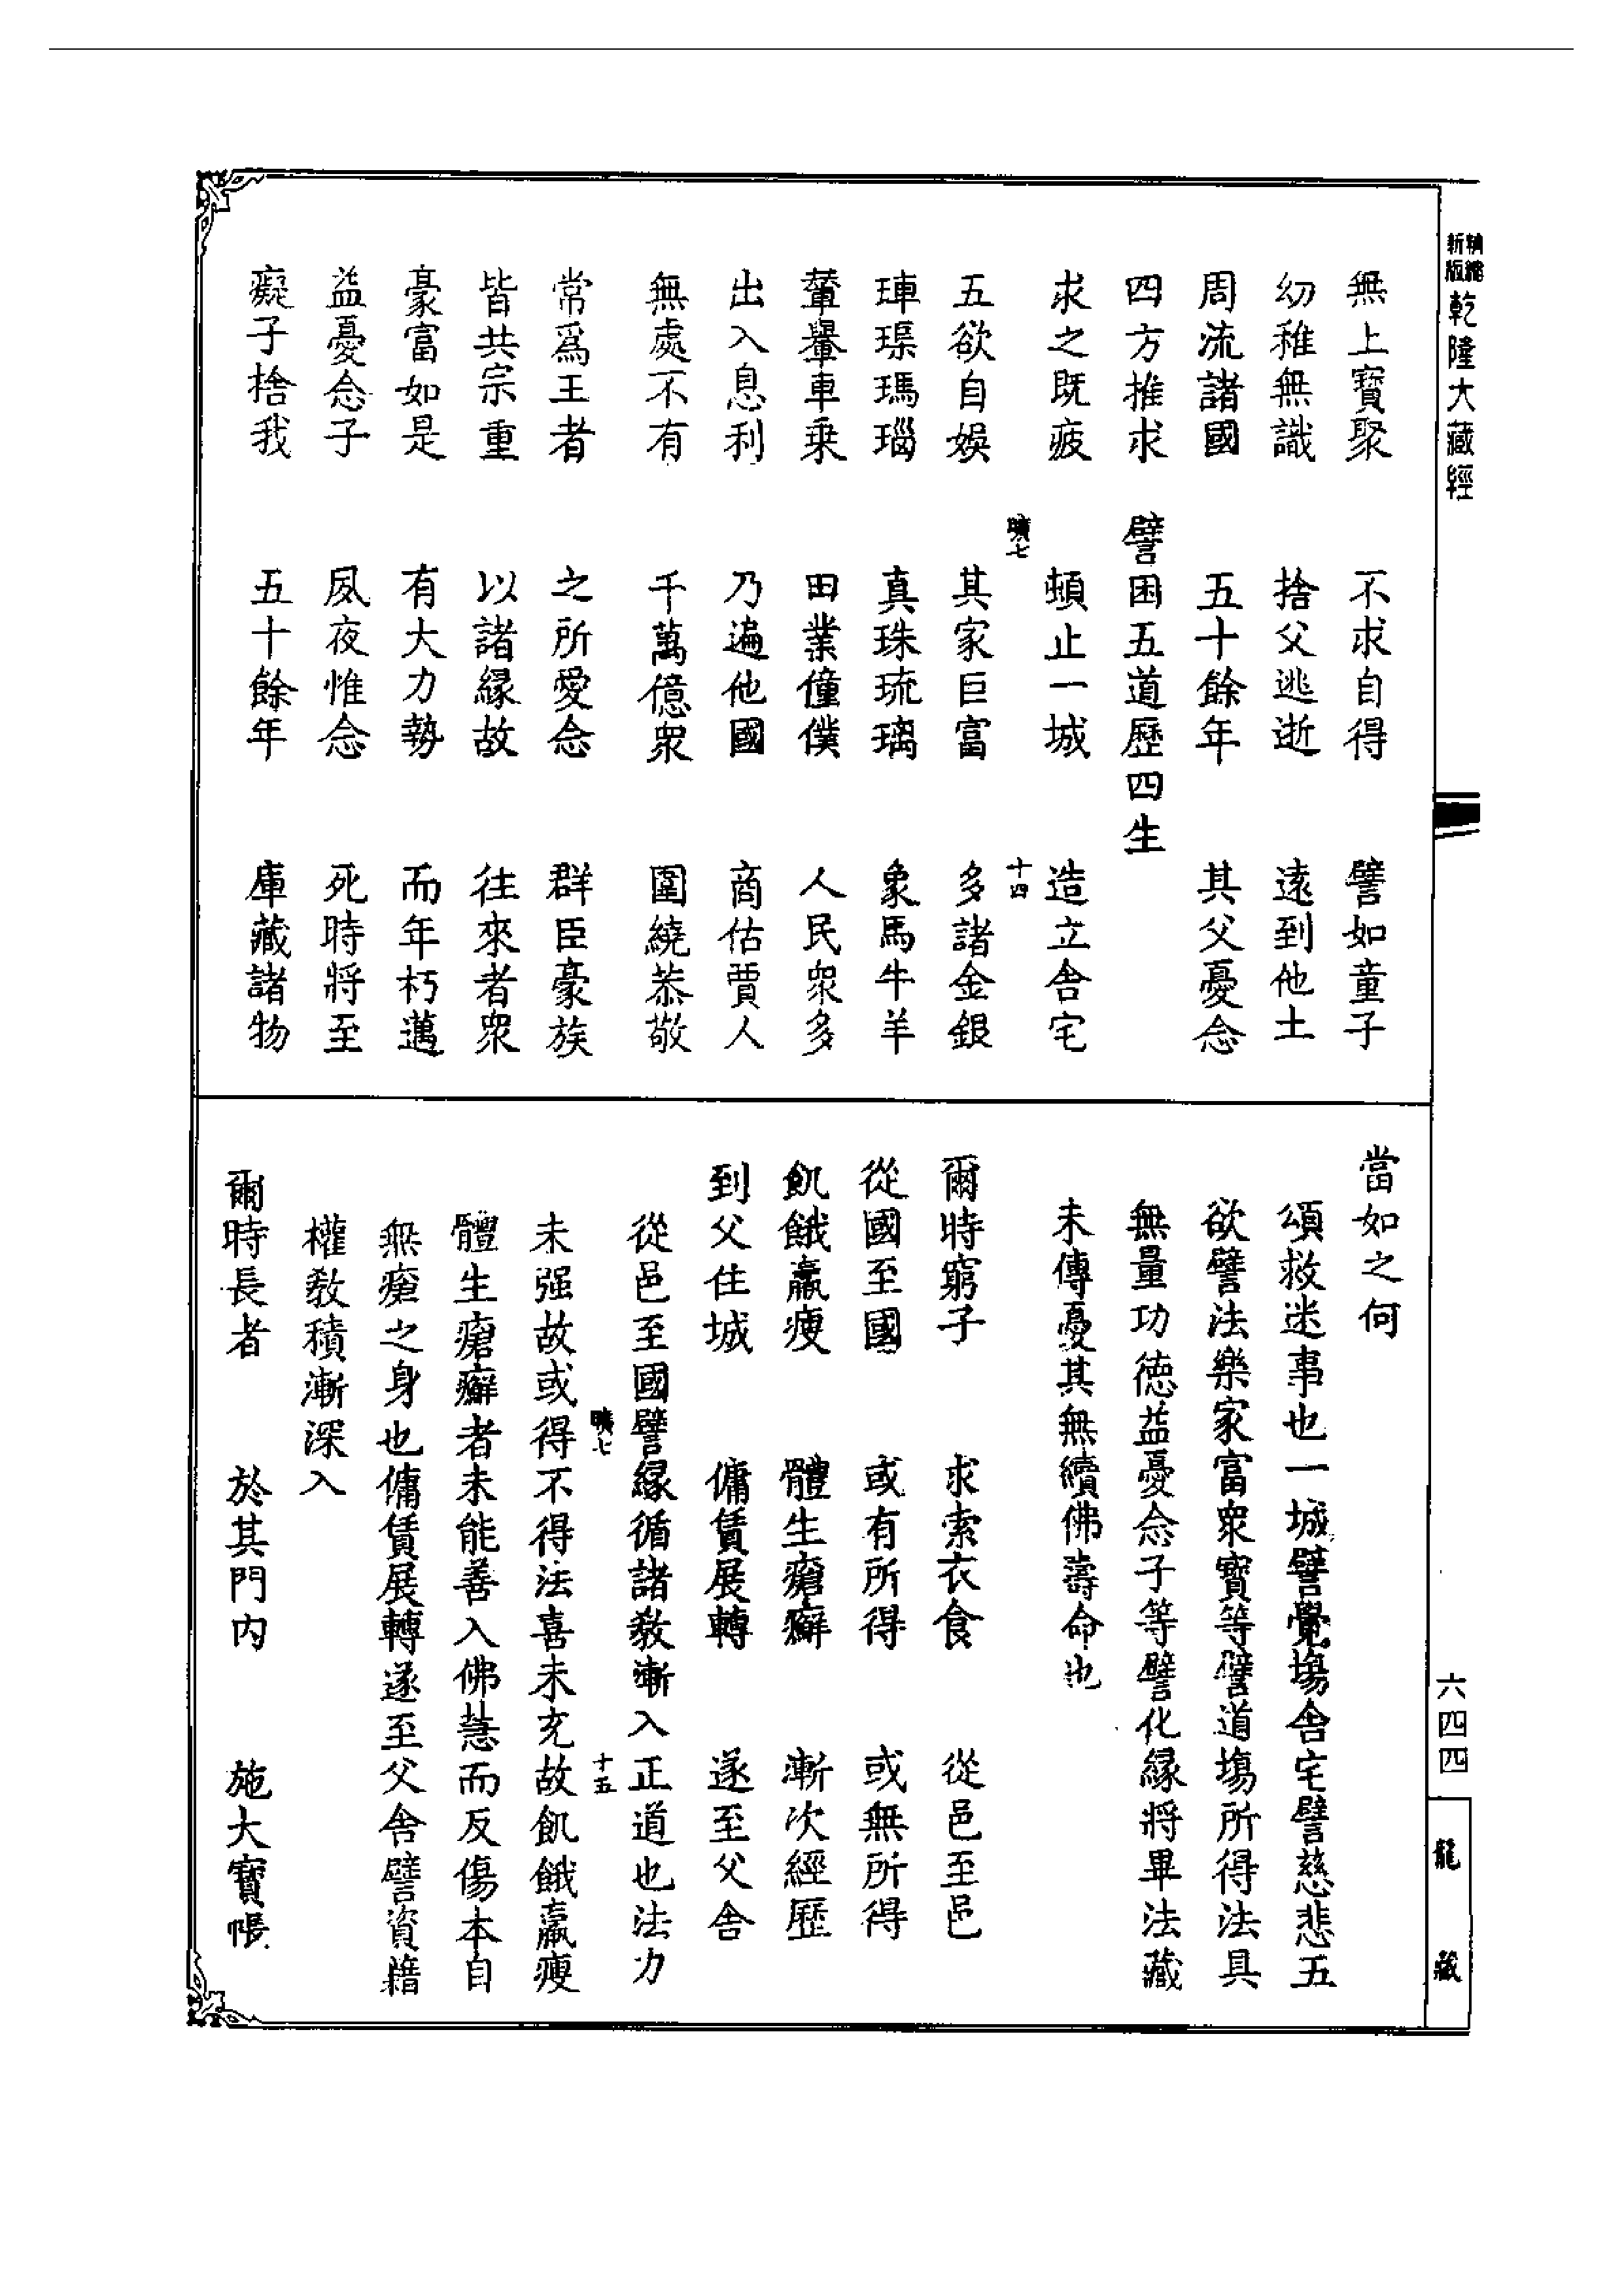 精縮新版乾隆大藏經
無上寶聚 不求自得 譬如童子
幼稚無識 捨父逃逝 遠到他土
周流諸國 五十餘年 其父憂念
四方推求 譬困五道歷四生
求之既疲 頓止一城 造立舍宅
曠七 十四
五欲自娛 其家巨富 多諸金銀
硨磲瑪瑙 真珠琉璃 象馬牛羊
輦轝車乗 田業僮僕 人民衆多
出入息利 乃遍他國 商估賈人
無處不有 千萬億衆 圍繞恭敬
常爲王者 之所愛念 群臣豪族
皆共宗重 以諸縁故 往來者衆
豪富如是 有大力勢 而年朽邁
益憂念子 夙夜惟念 死時將至
癡子捨我 五十餘年 庫藏諸物
當如之何
頌救迷事也一城譬覺場舍宅譬慈悲五
欲譬法樂家富衆寶等譬道場所得法具
無量功德益憂念子等譬化縁將畢法藏
未傳憂其無續佛壽命也
爾時窮子 求索衣食 從邑至邑
從國至國 或有所得 或無所得
飢餓羸瘦 體生瘡癬 漸次經歷
到父住城 傭賃展轉 遂至父舍
從邑至國譬縁循諸教漸入正道也法力
曠七 十五
未强故或得不得法喜未充故飢餓羸瘦
體生瘡癬者未能善入佛慧而反傷本自
無瘡之身也傭賃展轉遂至父舍譬資藉
權教積漸深入
爾時長者 於其門内 施大寶帳
六四四
龍藏